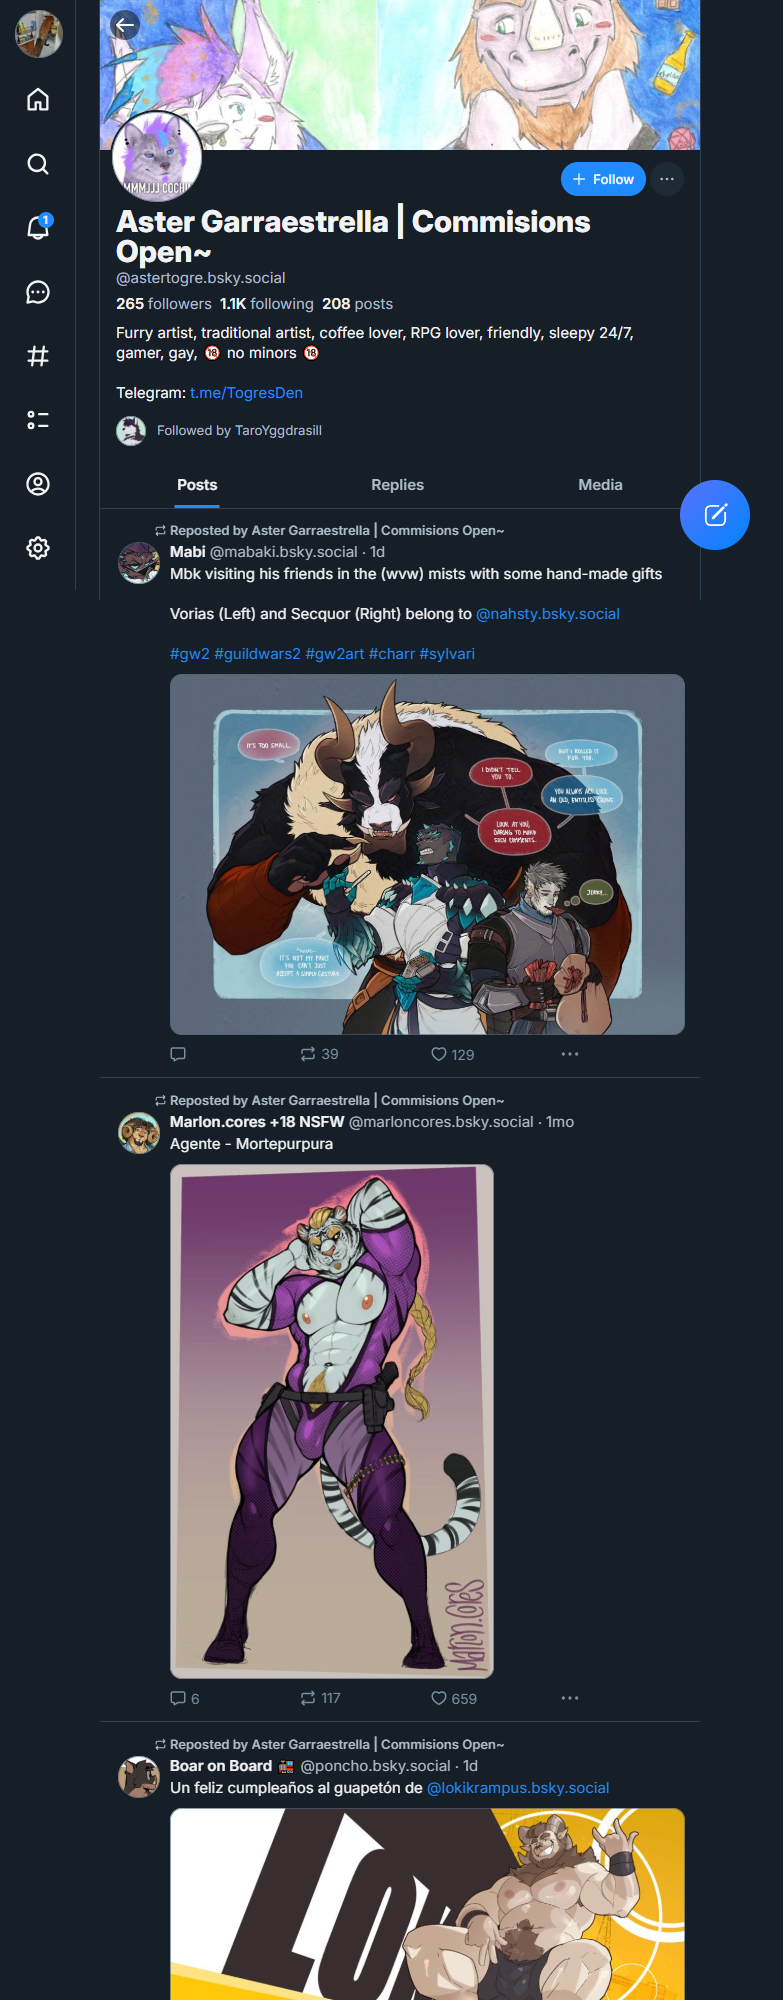 MMMJJJ COCHI
Follow
Aster Garraestrella | Commisions
Open~
@astertogre.bsky.social
265 followers 1.1K following 208 posts
Furry artist, traditional artist, coffee lover, RPG lover, friendly, sleepy 24/7,
gamer, gay, 🔞 no minors 🔞
Telegram: t.me/TogresDen
Followed by TaroYggdrasill
Posts Replies Media
1
Reposted by Aster Garraestrella | Commisions Open~
Mabi @mabaki.bsky.social · 1d
Mbk visiting his friends in the (wvw) mists with some hand-made gifts
Vorias (Left) and Secquor (Right) belong to @nahsty.bsky.social
#gw2 #guildwars2 #gw2art #charr #sylvari
IT'S TOO SMALL.
BUT I ROLLED IT
FOR YOU.
I DIDN'T TELL
YOU TO.
YOU ALWAYS ACT LIKE
AN OLD, ENTITLED
LOOK AT YOU,
DARING TO MAKE
SUCH COMMENTS.
JERKY...
IT'S NOT MY FAULT
YOU CAN'T JUST
ACCEPT A SIMPLE GESTURE.
39 129
Reposted by Aster Garraestrella | Commisions Open~
Marlon.cores +18 NSFW @marloncores.bsky.social · 1mo
Agente - Mortepurpura
Marlon.cores
6 117 659
Reposted by Aster Garraestrella | Commisions Open~
Boar on Board 🚂 @poncho.bsky.social · 1d
Un feliz cumpleaños al guapetón de @lokikrampus.bsky.social